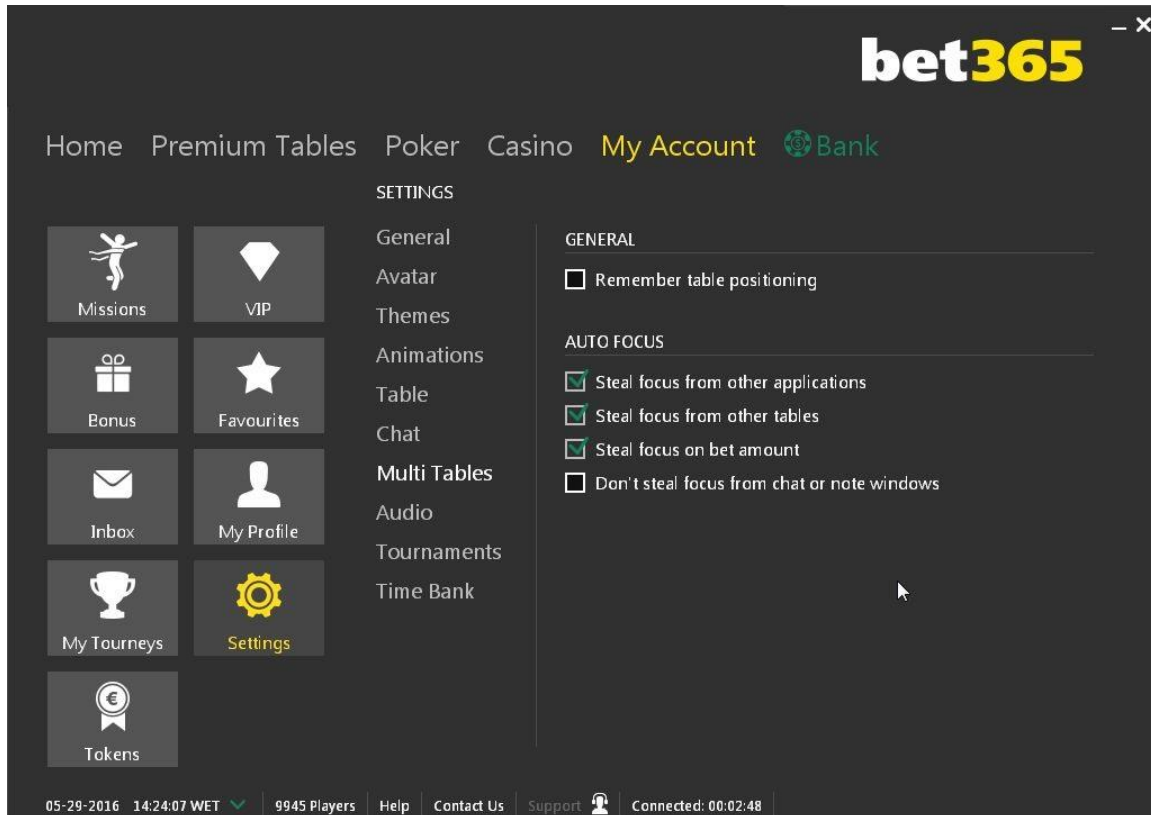 bet365
Home Premium Tables Poker Casino My Account Bank
SETTINGS
Missions
VIP
Bonus
Favourites
Inbox
My Profile
My Tourneys
Settings
€
Tokens
General
Avatar
Themes
Animations
Table
Chat
Multi Tables
Audio
Tournaments
Time Bank
GENERAL
Remember table positioning
AUTO FOCUS
Steal focus from other applications
Steal focus from other tables
Steal focus on bet amount
Don't steal focus from chat or note windows
05-29-2016 14:24:07 WET 9945 Players Help Contact Us Support Connected: 00:02:48